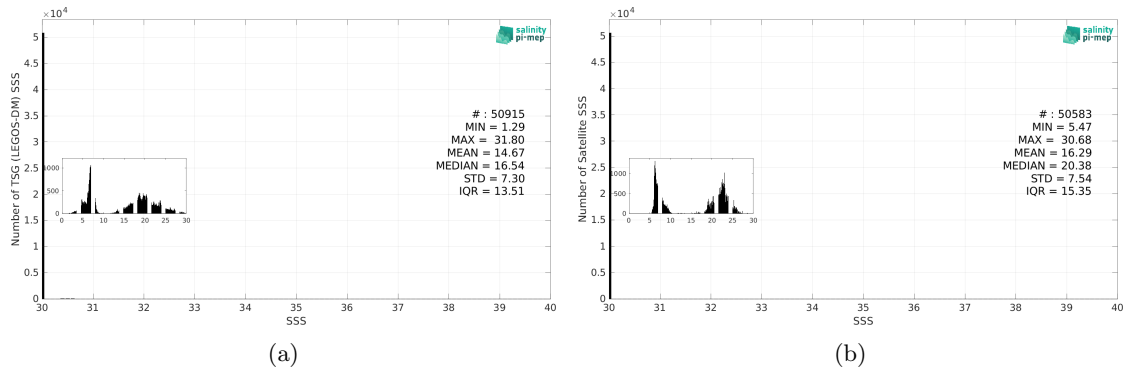 ×10⁴
salinity
pi-mep
Number of TSG (LEGOS-DM) SSS
5
4.5
4
3.5
3
2.5
2
1.5
1
0.5
0
# : 50915
MIN = 1.29
MAX = 31.80
MEAN = 14.67
MEDIAN = 16.54
STD = 7.30
IQR = 13.51
1000
500
0
0 5 10 15 20 25 30
30 31 32 33 34 35 36 37 38 39 40
SSS
(a)
×10⁴
salinity
pi-mep
Number of Satellite SSS
5
4.5
4
3.5
3
2.5
2
1.5
1
0.5
0
# : 50583
MIN = 5.47
MAX = 30.68
MEAN = 16.29
MEDIAN = 20.38
STD = 7.54
IQR = 15.35
1000
500
0
0 5 10 15 20 25 30
30 31 32 33 34 35 36 37 38 39 40
SSS
(b)